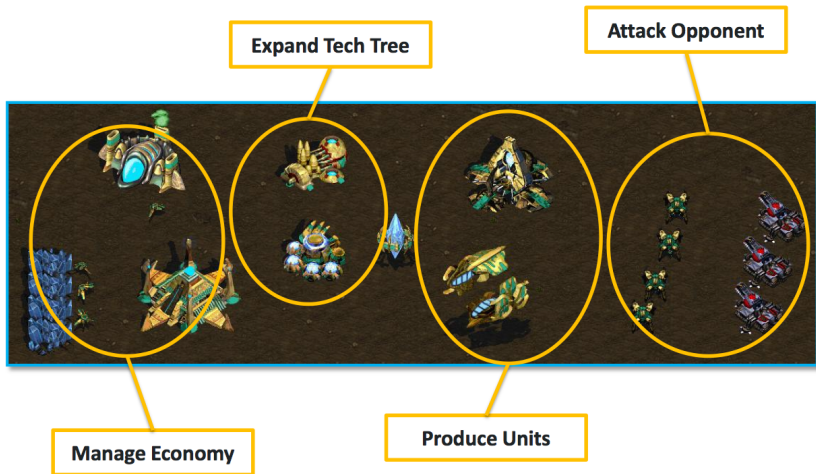 Expand Tech Tree
Attack Opponent
Manage Economy
Produce Units